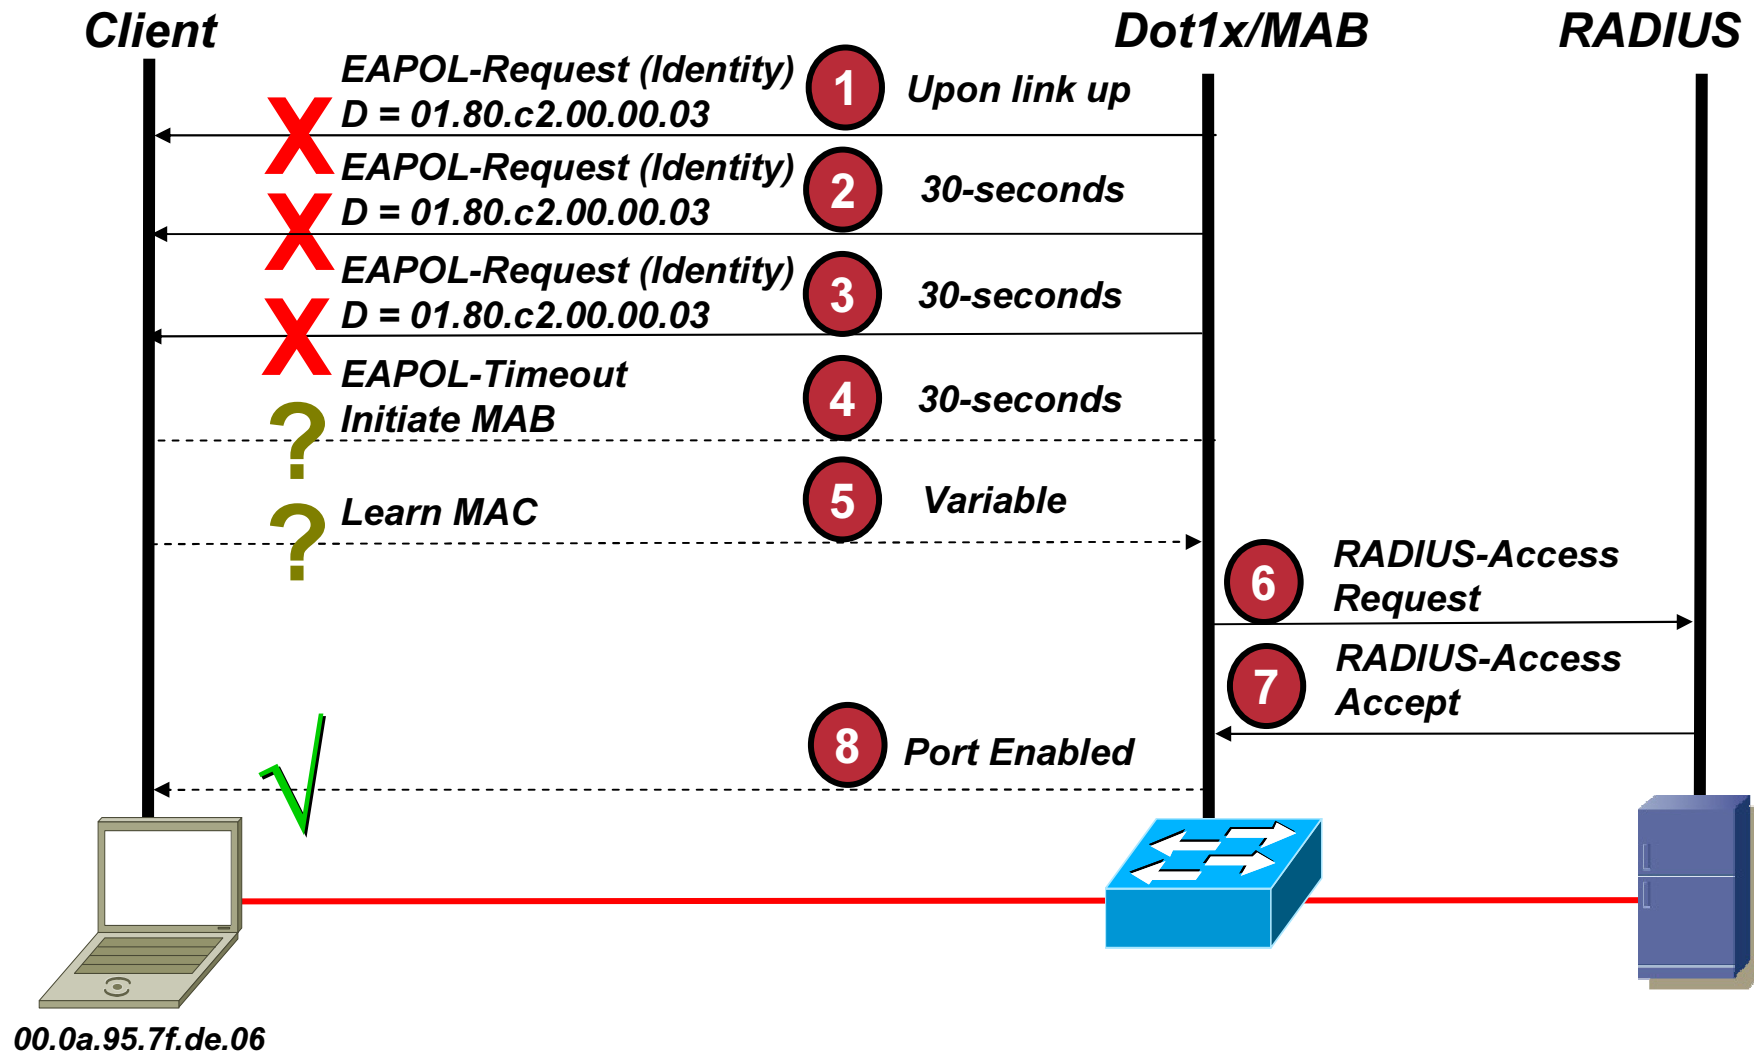 Client
Dot1x/MAB
RADIUS
EAPOL-Request (Identity)
D = 01.80.c2.00.00.03
1
Upon link up
X
EAPOL-Request (Identity)
D = 01.80.c2.00.00.03
2
30-seconds
X
EAPOL-Request (Identity)
D = 01.80.c2.00.00.03
3
30-seconds
X
EAPOL-Timeout
Initiate MAB
4
30-seconds
?
Learn MAC
5
Variable
?
6
RADIUS-Access
Request
7
RADIUS-Access
Accept
8
Port Enabled
√
00.0a.95.7f.de.06